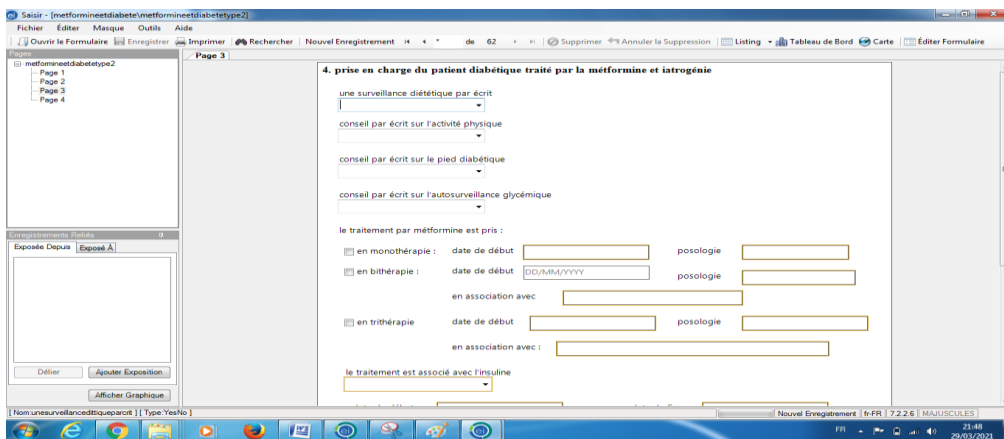 Saisir - [metformineetdiabete\metformineetdiabetetype2]
Fichier Éditer Masque Outils Aide
Ouvrir le Formulaire Enregistrer Imprimer Rechercher Nouvel Enregistrement * de 62 Supprimer Annuler la Suppression Listing Tableau de Bord Carte Éditer Formulaire
Pages
metformineetdiabetetype2
Page 1
Page 2
Page 3
Page 4
Page 3
4. prise en charge du patient diabétique traité par la métformine et iatrogénie
une surveillance diététique par écrit
conseil par écrit sur l'activité physique
conseil par écrit sur le pied diabétique
conseil par écrit sur l'autosurveillance glycémique
le traitement par métformine est pris :
en monothérapie : date de début posologie
en bithérapie : date de début DD/MM/YYYY posologie
en association avec
en trithérapie date de début posologie
en association avec :
le traitement est associé avec l'insuline
Enregistrements Reliés
Exposée Depuis Exposé À
Délier Ajouter Exposition
Afficher Graphique
[ Nom:unesurveillancedittiqueparcrit ] [ Type:YesNo ]
Nouvel Enregistrement fr-FR 7.2.2.6 MAJUSCULES
FR 21:48
29/03/2021